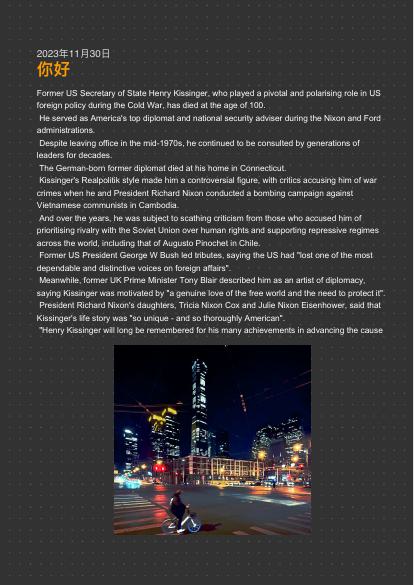 2023年11月30日
你好
Former US Secretary of State Henry Kissinger, who played a pivotal and polarising role in US
foreign policy during the Cold War, has died at the age of 100.
He served as America's top diplomat and national security adviser during the Nixon and Ford
administrations.
Despite leaving office in the mid-1970s, he continued to be consulted by generations of
leaders for decades.
The German-born former diplomat died at his home in Connecticut.
Kissinger's Realpolitik style made him a controversial figure, with critics accusing him of war
crimes when he and President Richard Nixon conducted a bombing campaign against
Vietnamese communists in Cambodia.
And over the years, he was subject to scathing criticism from those who accused him of
prioritising rivalry with the Soviet Union over human rights and supporting repressive regimes
across the world, including that of Augusto Pinochet in Chile.
Former US President George W Bush led tributes, saying the US had "lost one of the most
dependable and distinctive voices on foreign affairs".
Meanwhile, former UK Prime Minister Tony Blair described him as an artist of diplomacy,
saying Kissinger was motivated by "a genuine love of the free world and the need to protect it".
President Richard Nixon's daughters, Tricia Nixon Cox and Julie Nixon Eisenhower, said that
Kissinger's life story was "so unique - and so thoroughly American".
"Henry Kissinger will long be remembered for his many achievements in advancing the cause